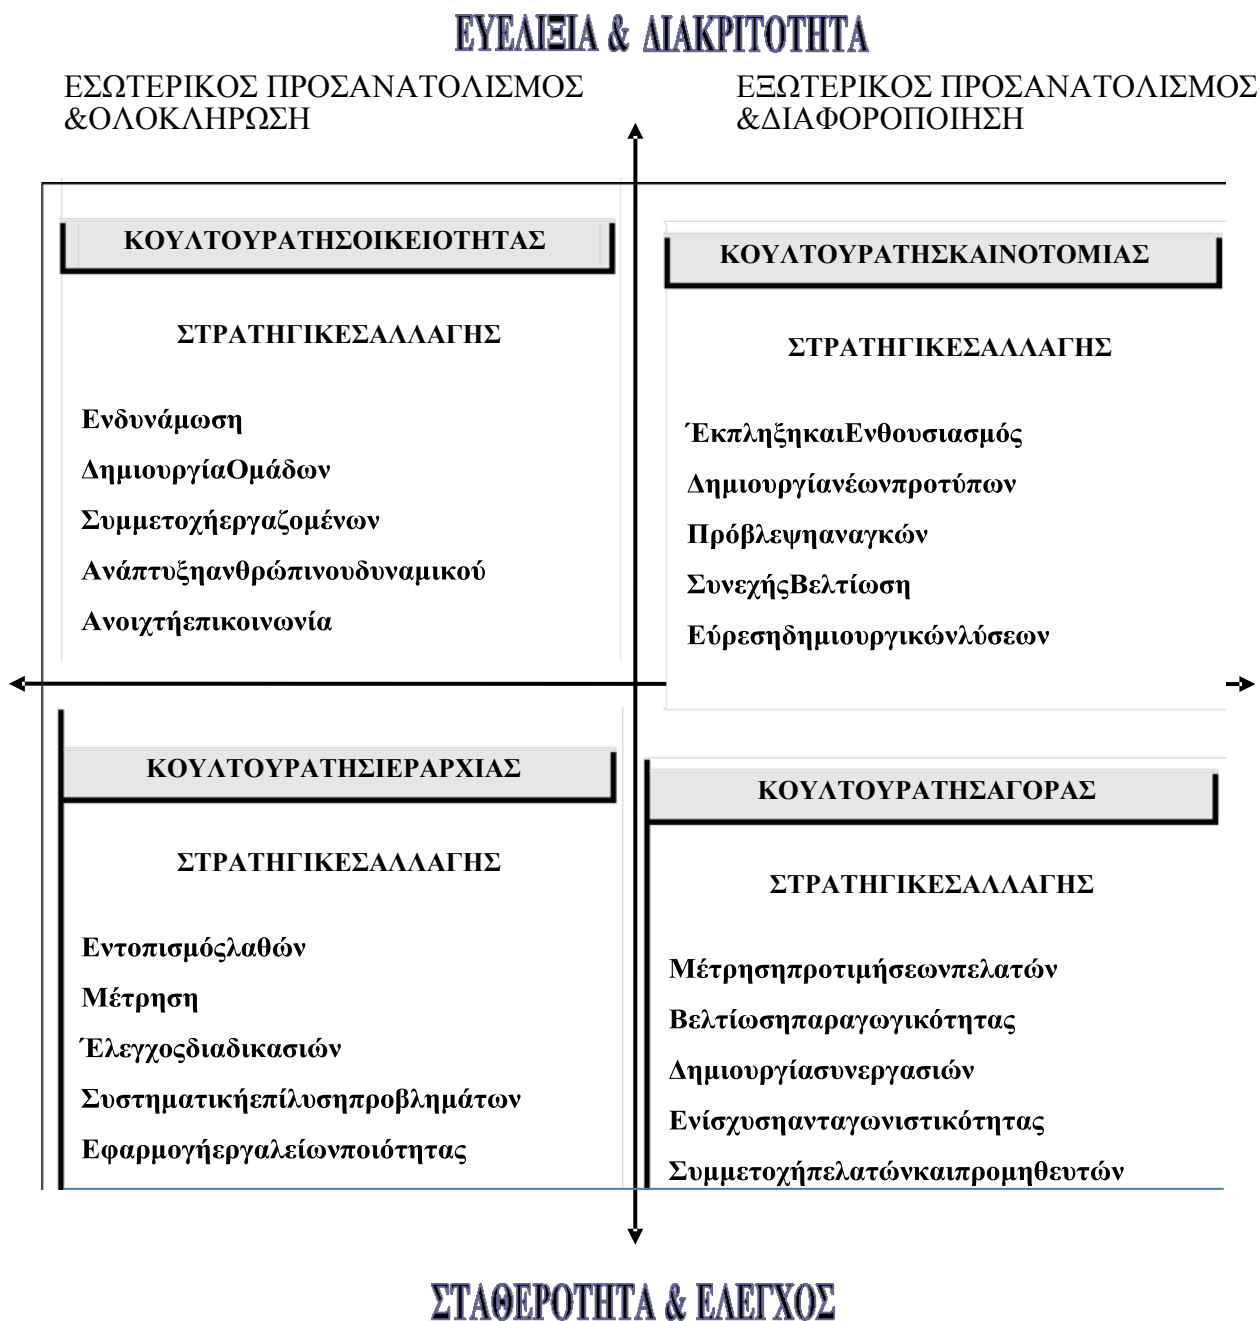 ΕΥΕΛΙΞΙΑ & ΔΙΑΚΡΙΤΟΤΗΤΑ
ΕΣΩΤΕΡΙΚΟΣ ΠΡΟΣΑΝΑΤΟΛΙΣΜΟΣ
&ΟΛΟΚΛΗΡΩΣΗ
ΕΞΩΤΕΡΙΚΟΣ ΠΡΟΣΑΝΑΤΟΛΙΣΜΟΣ
&ΔΙΑΦΟΡΟΠΟΙΗΣΗ
ΚΟΥΛΤΟΥΡΑΤΗΣΟΙΚΕΙΟΤΗΤΑΣ
ΣΤΡΑΤΗΓΙΚΕΣΑΛΛΑΓΗΣ
Ενδυνάμωση
ΔημιουργίαΟμάδων
Συμμετοχήεργαζομένων
Ανάπτυξηανθρώπινουδυναμικού
Ανοιχτήεπικοινωνία
ΚΟΥΛΤΟΥΡΑΤΗΣΚΑΙΝΟΤΟΜΙΑΣ
ΣΤΡΑΤΗΓΙΚΕΣΑΛΛΑΓΗΣ
ΈκπληξηκαιΕνθουσιασμός
Δημιουργίανέωνπροτύπων
Πρόβλεψηαναγκών
ΣυνεχήςΒελτίωση
Εύρεσηδημιουργικώνλύσεων
ΚΟΥΛΤΟΥΡΑΤΗΣΙΕΡΑΡΧΙΑΣ
ΣΤΡΑΤΗΓΙΚΕΣΑΛΛΑΓΗΣ
Εντοπισμόςλαθών
Μέτρηση
Έλεγχοςδιαδικασιών
Συστηματικήεπίλυσηπροβλημάτων
Εφαρμογήεργαλείωνποιότητας
ΚΟΥΛΤΟΥΡΑΤΗΣΑΓΟΡΑΣ
ΣΤΡΑΤΗΓΙΚΕΣΑΛΛΑΓΗΣ
Μέτρησηπροτιμήσεωνπελατών
Βελτίωσηπαραγωγικότητας
Δημιουργίασυνεργασιών
Ενίσχυσηανταγωνιστικότητας
Συμμετοχήπελατώνκαιπρομηθευτών
ΣΤΑΘΕΡΟΤΗΤΑ & ΕΛΕΓΧΟΣ